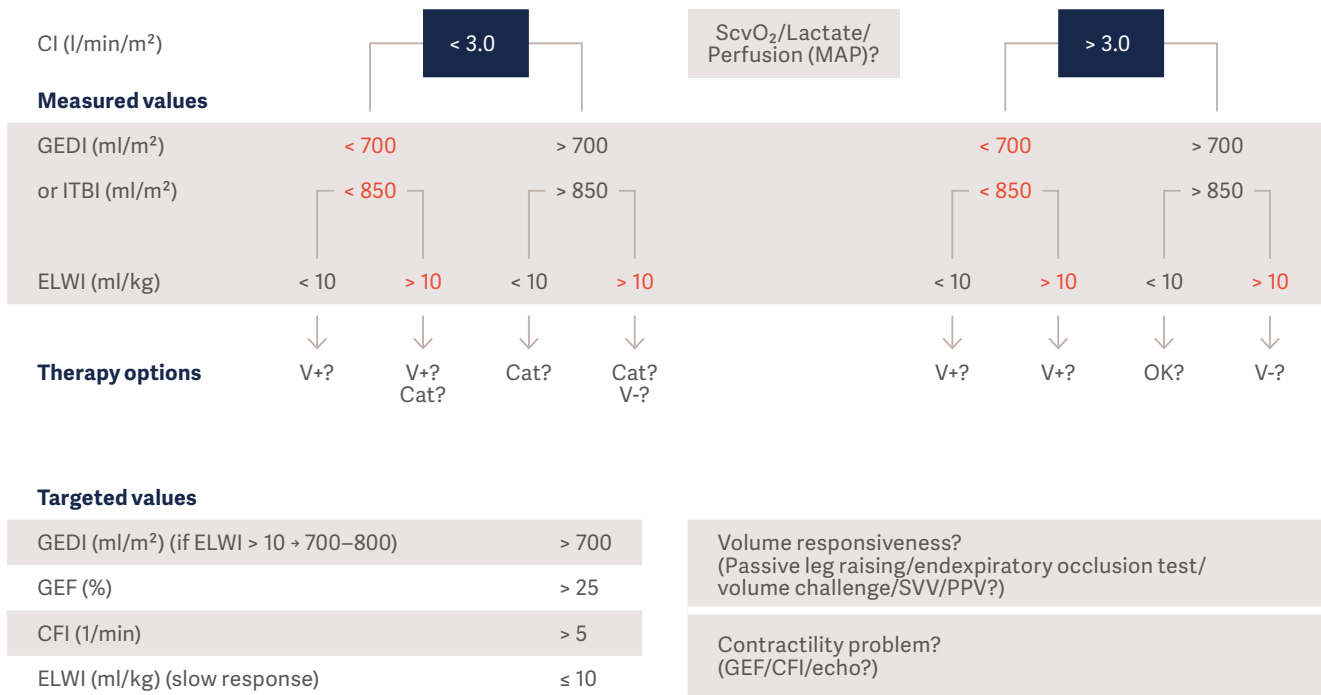 CI (l/min/m²) < 3.0 ScvO₂/Lactate/ > 3.0
Perfusion (MAP)?
Measured values
GEDI (ml/m²) < 700 > 700 < 700 > 700
or ITBI (ml/m²) < 850 > 850 < 850 > 850
ELWI (ml/kg) < 10 > 10 < 10 > 10 < 10 > 10 < 10 > 10
Therapy options V+? V+? Cat? Cat? V+? V+? OK? V-?
Cat? V-?
Targeted values
GEDI (ml/m²) (if ELWI > 10 → 700–800) > 700
GEF (%) > 25
CFI (1/min) > 5
ELWI (ml/kg) (slow response) ≤ 10
Volume responsiveness?
(Passive leg raising/endexpiratory occlusion test/
volume challenge/SVV/PPV?)
Contractility problem?
(GEF/CFI/echo?)